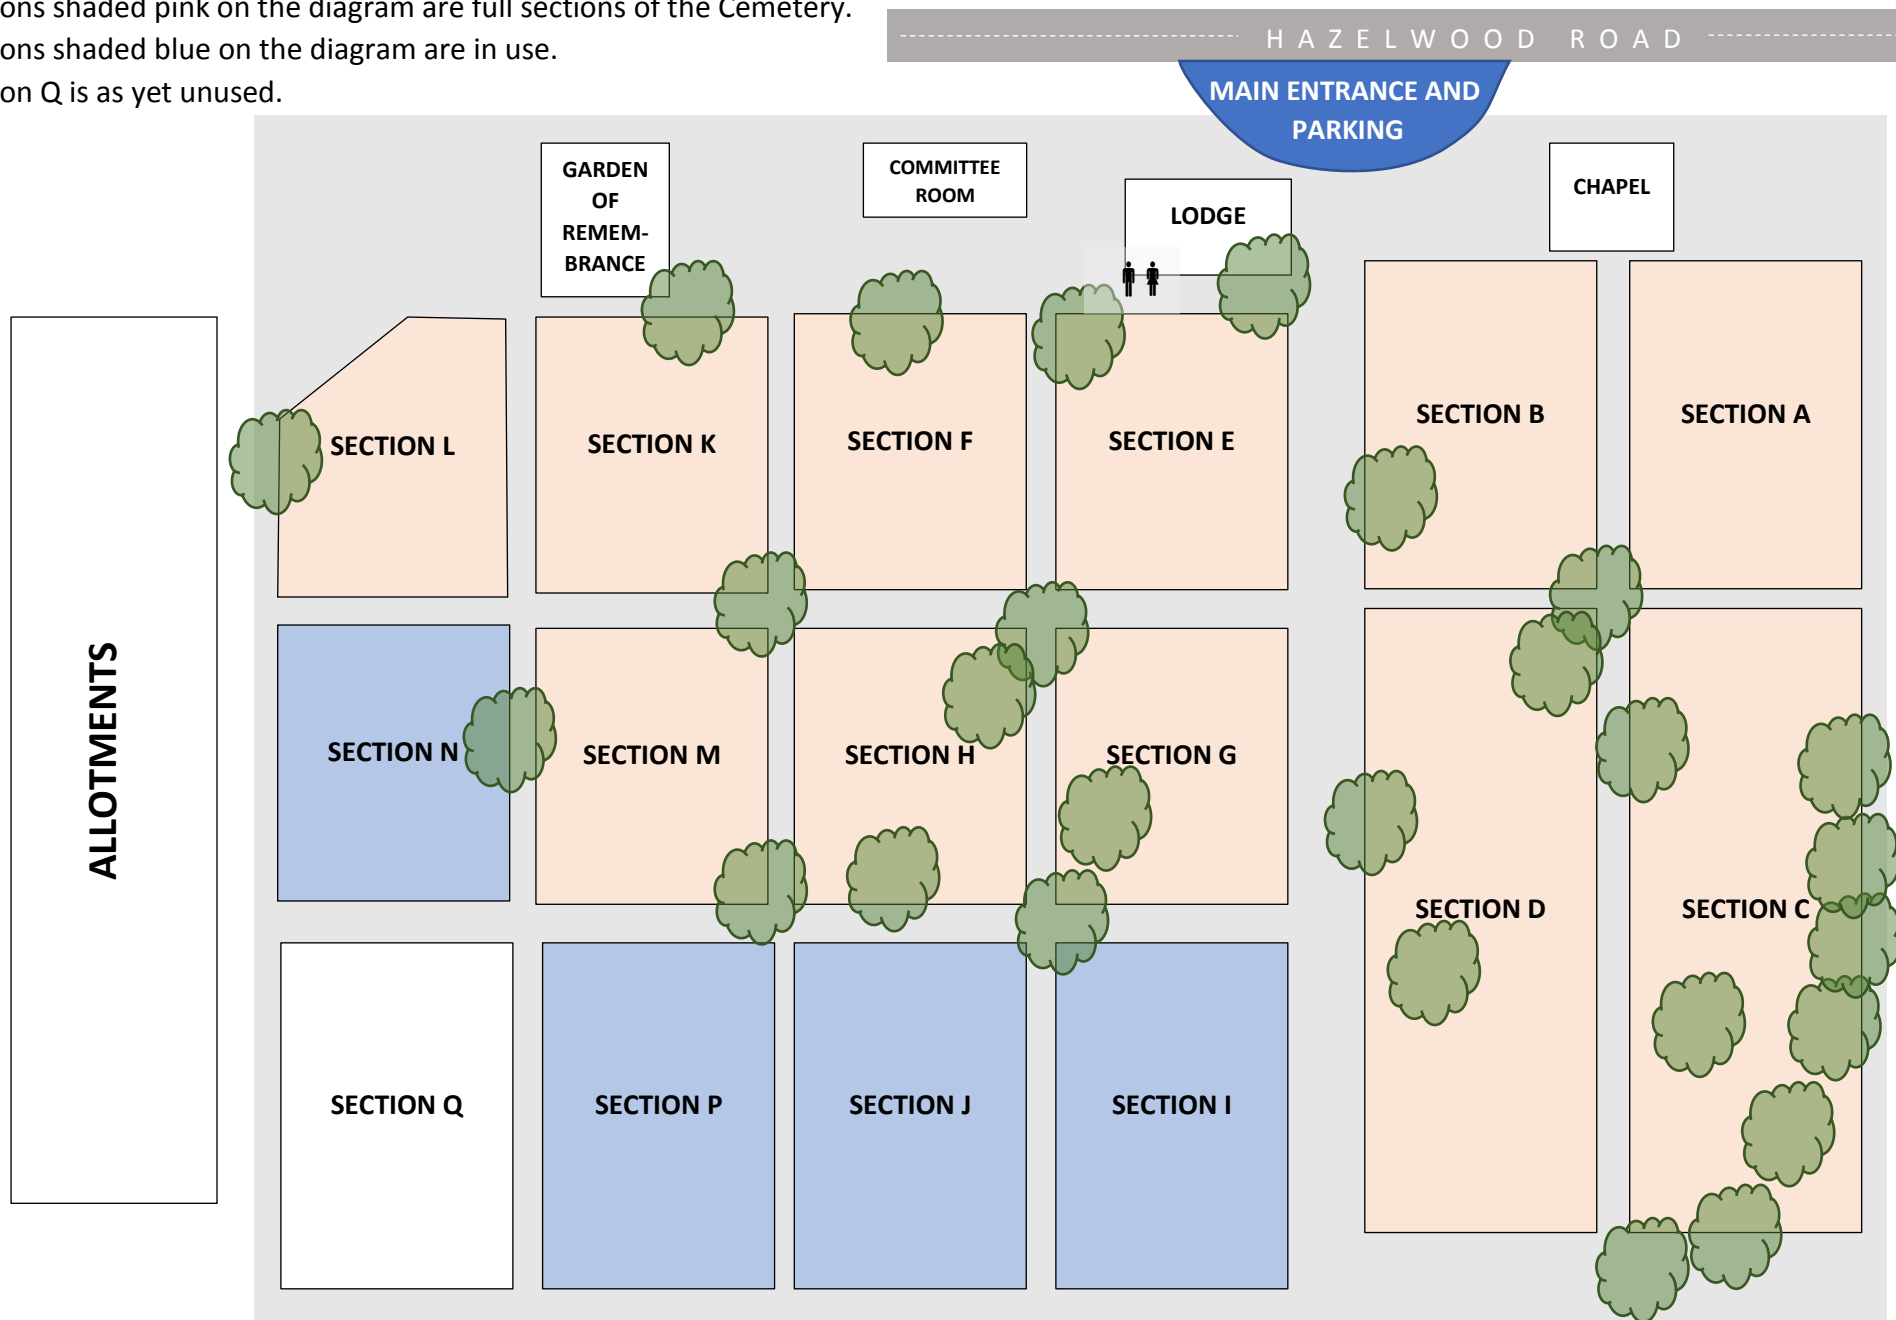 ons shaded pink on the diagram are full sections of the Cemetery.
ons shaded blue on the diagram are in use.
on Q is as yet unused.
HAZELWOOD ROAD
MAIN ENTRANCE AND
PARKING
GARDEN
OF
REMEM-
BRANCE
COMMITTEE
ROOM
LODGE
CHAPEL
SECTION L
SECTION K
SECTION F
SECTION E
SECTION B
SECTION A
ALLOTMENTS
SECTION N
SECTION M
SECTION H
SECTION G
SECTION D
SECTION C
SECTION Q
SECTION P
SECTION J
SECTION I